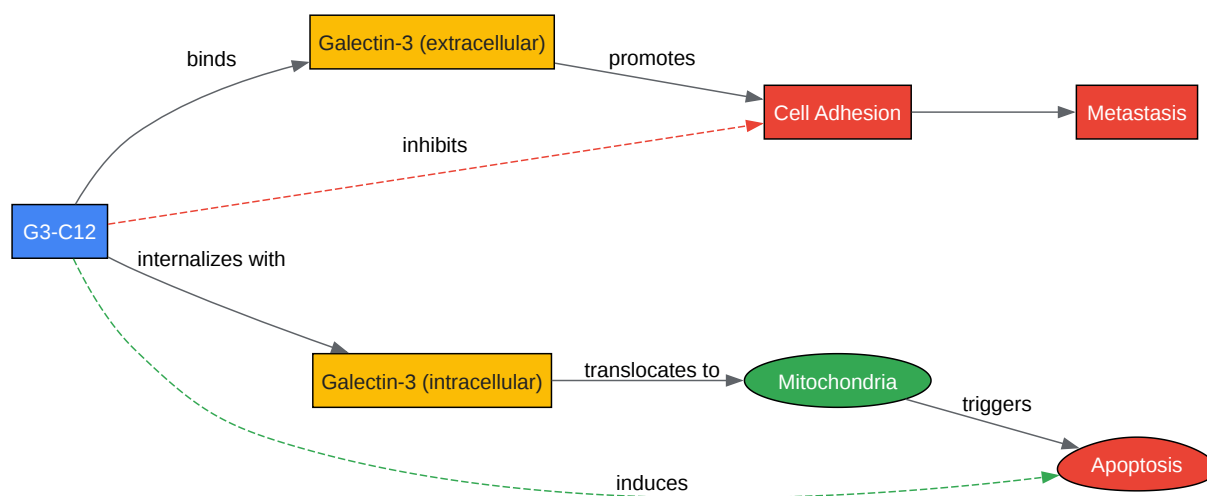 Galectin-3 (extracellular)
binds
promotes
Cell Adhesion
Metastasis
inhibits
G3-C12
internalizes with
Galectin-3 (intracellular)
translocates to
Mitochondria
triggers
Apoptosis
induces